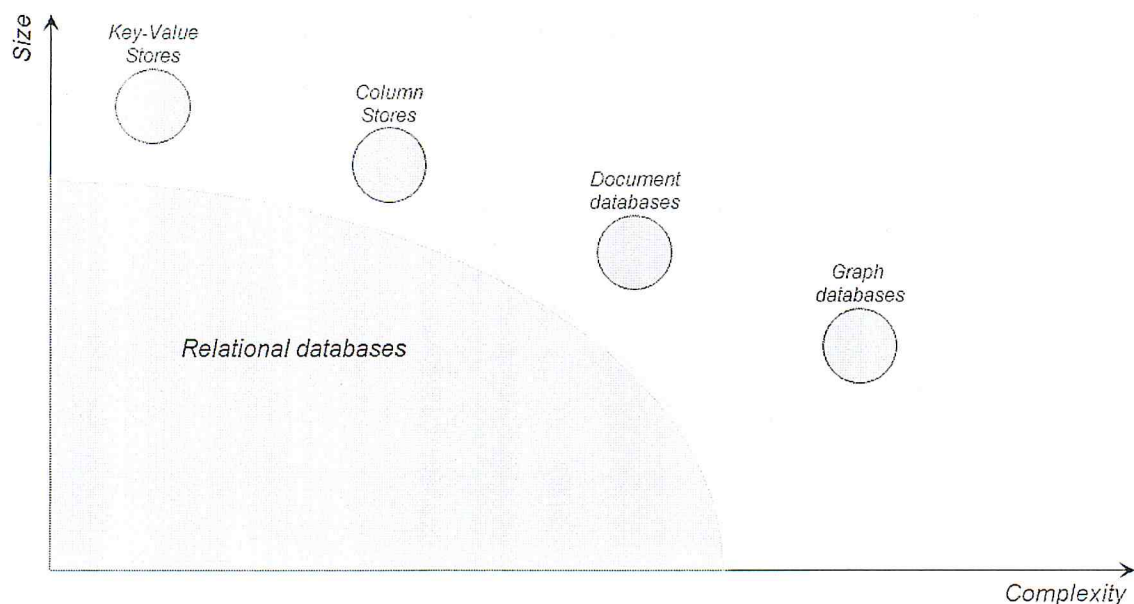 Size
Key-Value
Stores
Column
Stores
Document
databases
Graph
databases
Relational databases
Complexity